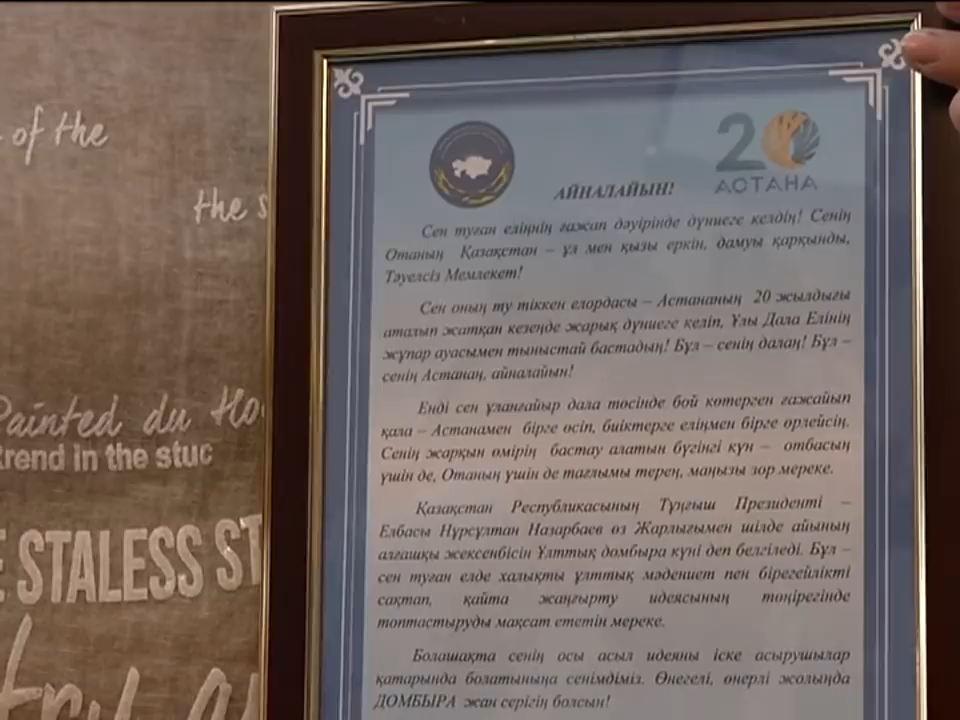 of the
the s
Painted du Ho
trend in the stuc
E STALESS ST
try a
20
АСТАНА
АЙНАЛАЙЫН!
Сен туған еліңнің ғажап дәуірінде дүниеге келдің! Сенің
Отаның Қазақстан – ұл мен қызы еркін, дамуы қарқынды,
Тәуелсіз Мемлекет!
Сен оның ту тіккен елордасы – Астананың 20 жылдығы
аталып жатқан кезеңде жарық дүниеге келіп, Ұлы Дала Елінің
жұпар ауасымен тыныстай бастадың! Бұл – сенің далаң! Бұл –
сенің Астанаң, айналайын!
Енді сен ұланғайыр дала төсінде бой көтерген ғажайып
қала – Астанамен бірге өсіп, биіктерге еліңмен бірге өрлейсің.
Сенің жарқын өмірің бастау алатын бүгінгі күн – отбасың
үшін де, Отаның үшін де тағлымы терең, маңызы зор мереке.
Қазақстан Республикасының Тұңғыш Президенті –
Елбасы Нұрсұлтан Назарбаев өз Жарлығымен шілде айының
алғашқы жексенбісін Ұлттық домбыра күні деп белгіледі. Бұл –
сен туған елде халықты ұлттық мәдениет пен бірегейлікті
сақтап, қайта жаңғырту идеясының төңірегінде
топтастыруды мақсат ететін мереке.
Болашақта сенің осы асыл идеяны іске асырушылар
қатарында болатыныңа сенімдіміз. Өнегелі, өнерлі жолыңда
ДОМБЫРА жан серігің болсын!